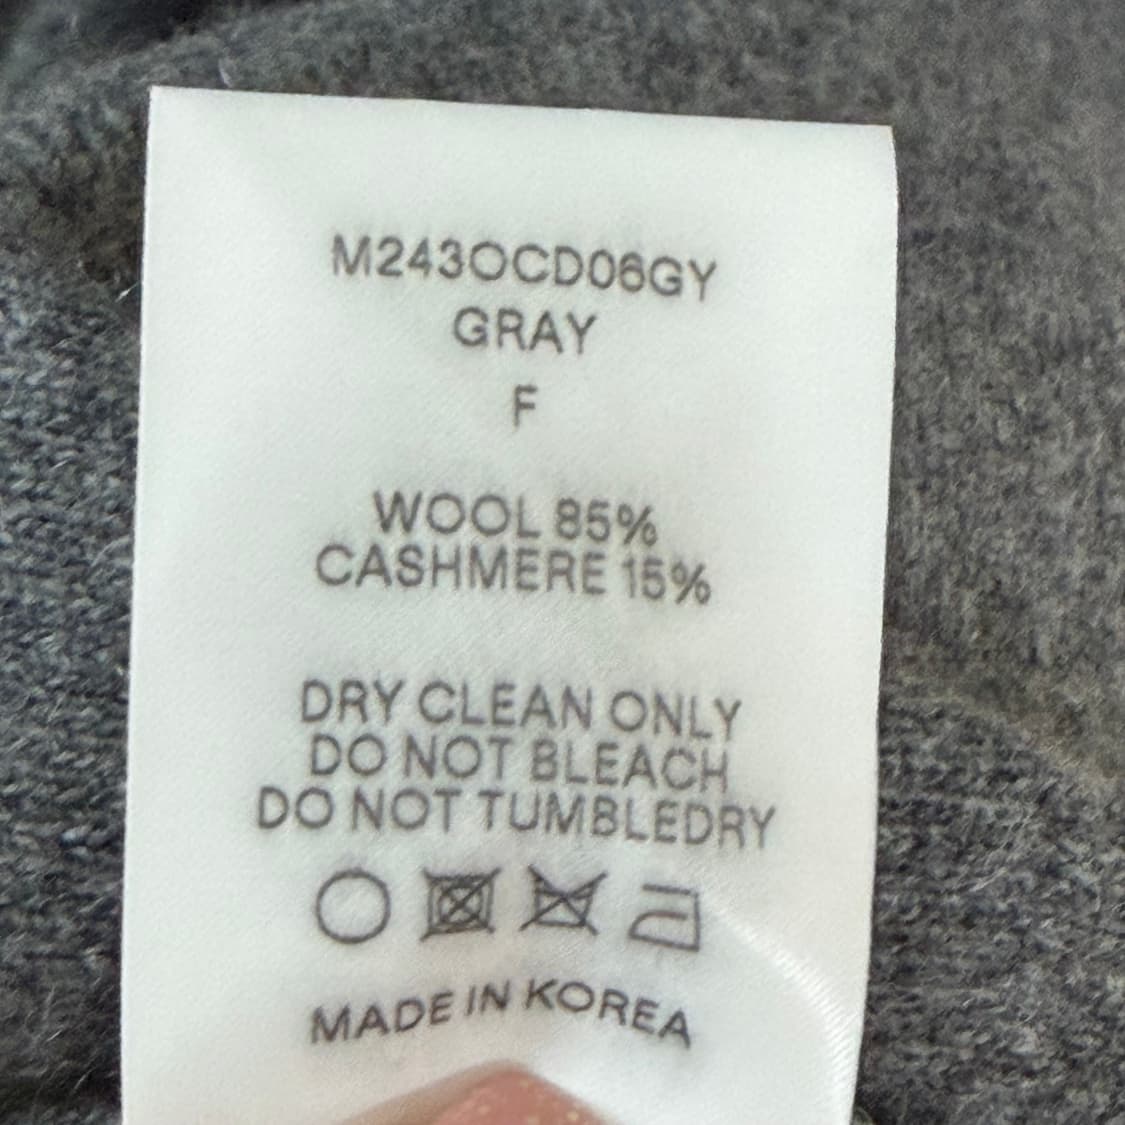 M243OCD06GY
GRAY
F
WOOL 85%
CASHMERE 15%
DRY CLEAN ONLY
DO NOT BLEACH
DO NOT TUMBLEDRY
MADE IN KOREA